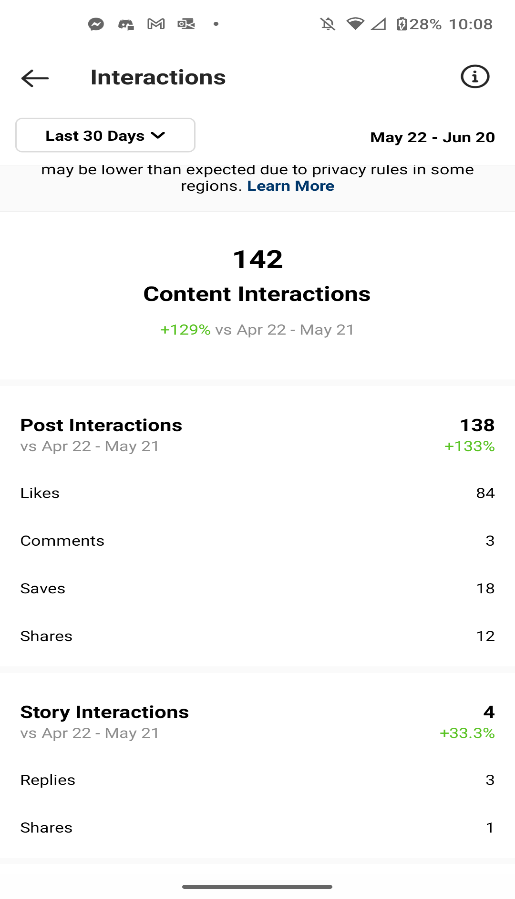 28% 10:08
Interactions
Last 30 Days
May 22 - Jun 20
may be lower than expected due to privacy rules in some
regions. Learn More
142
Content Interactions
+129% vs Apr 22 - May 21
Post Interactions 138
vs Apr 22 - May 21 +133%
Likes 84
Comments 3
Saves 18
Shares 12
Story Interactions 4
vs Apr 22 - May 21 +33.3%
Replies 3
Shares 1